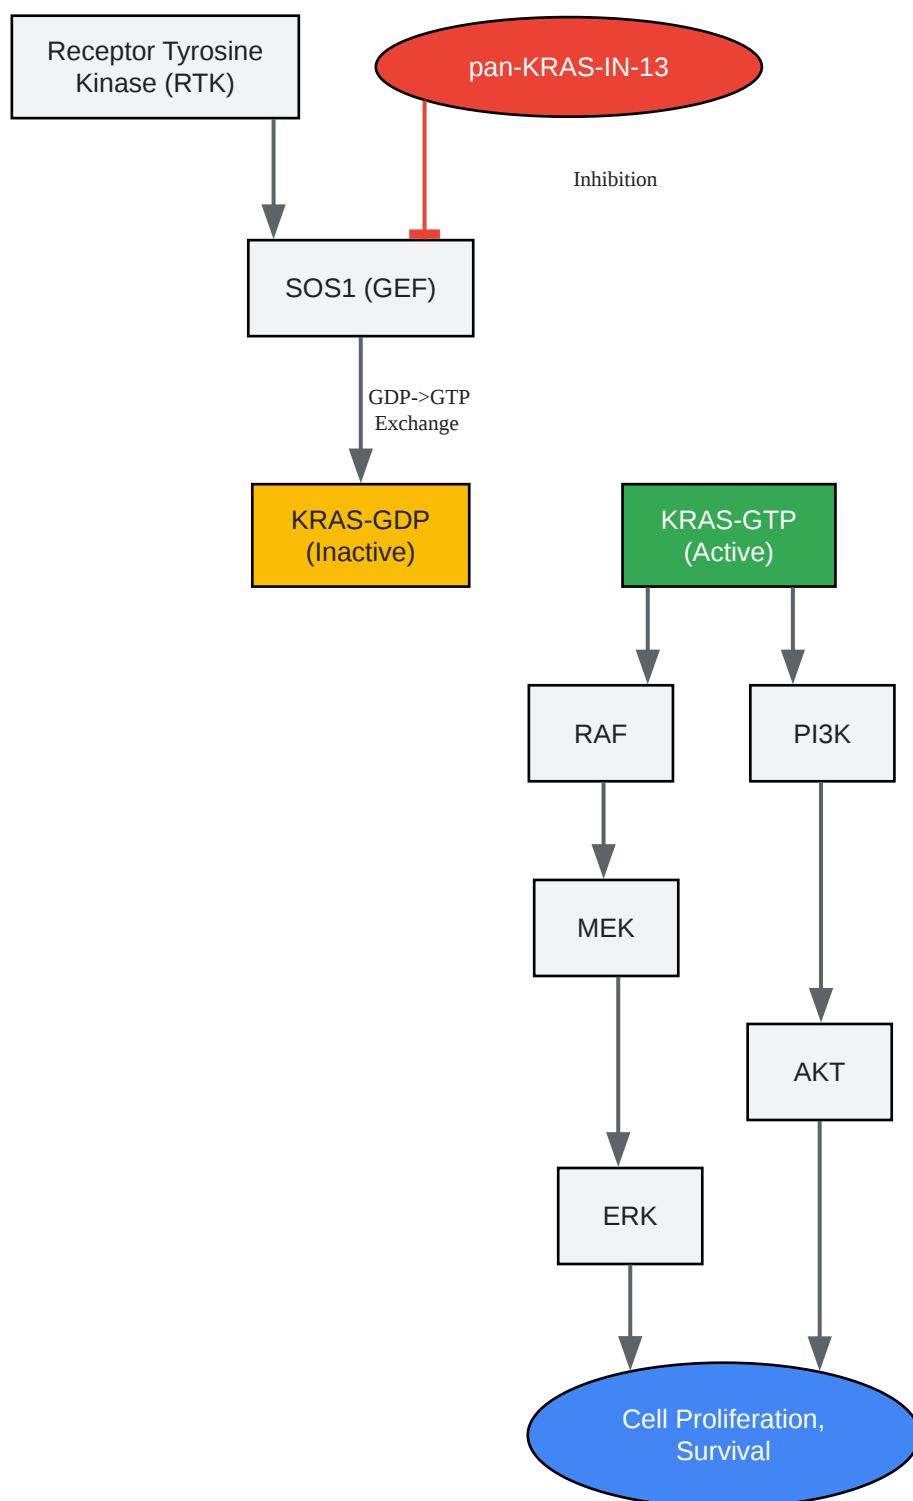 Receptor Tyrosine
Kinase (RTK)
pan-KRAS-IN-13
Inhibition
SOS1 (GEF)
GDP->GTP
Exchange
KRAS-GDP
(Inactive)
KRAS-GTP
(Active)
RAF
PI3K
MEK
AKT
ERK
Cell Proliferation,
Survival